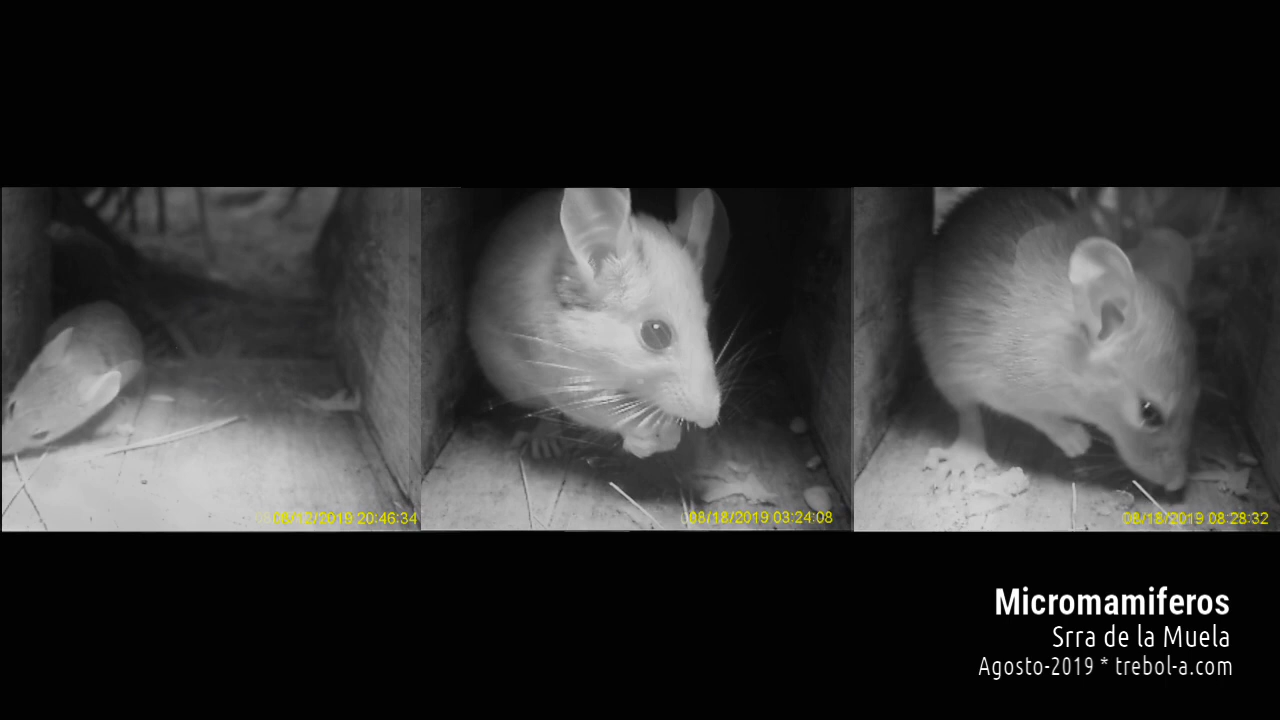 08/12/2019 20:46:34
08/18/2019 03:24:08
08/18/2019 08:28:32
Micromamiferos
Srra de la Muela
Agosto-2019 * trebol-a.com